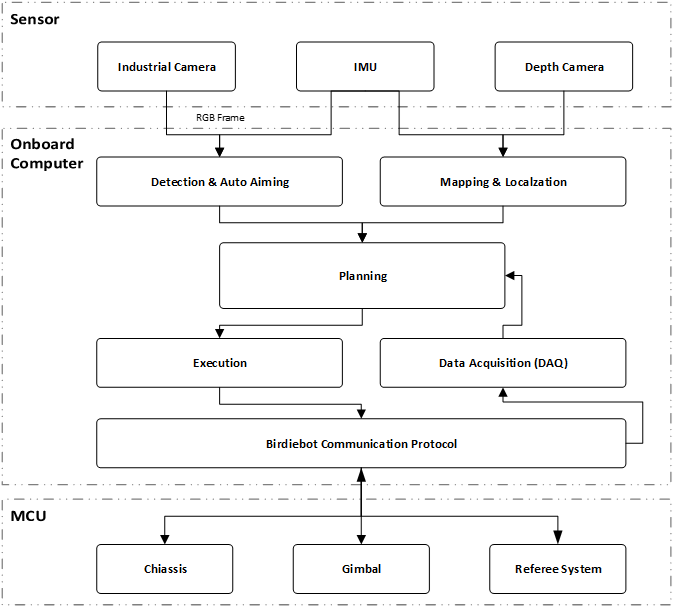 Sensor
Industrial Camera
IMU
Depth Camera
RGB Frame
Onboard
Computer
Detection & Auto Aiming
Mapping & Localzation
Planning
Execution
Data Acquisition (DAQ)
Birdiebot Communication Protocol
MCU
Chiassis
Gimbal
Referee System